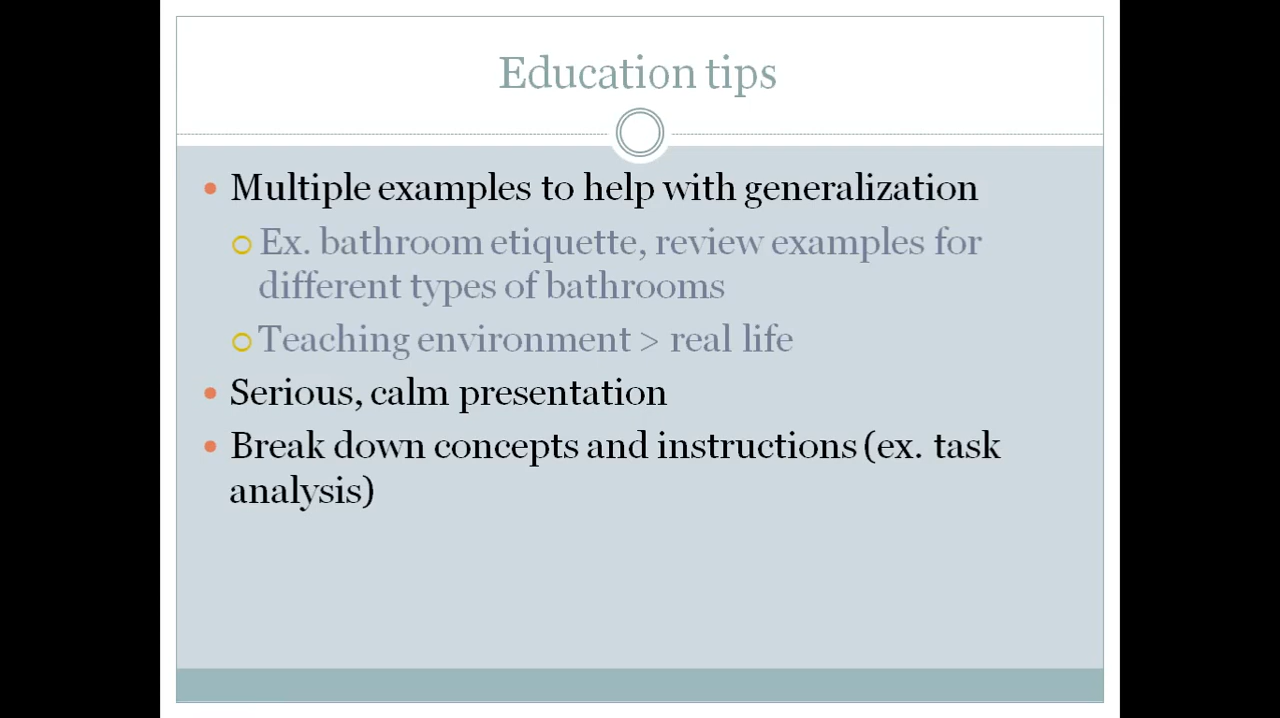 Education tips
Multiple examples to help with generalization
Ex. bathroom etiquette, review examples for
different types of bathrooms
Teaching environment > real life
Serious, calm presentation
Break down concepts and instructions (ex. task
analysis)